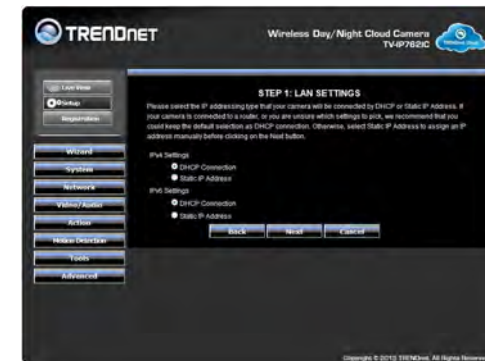 TRENDNET
Wireless Day/Night Cloud Camera
TV-IP762IC
Live View
Setup
Registration
Wizard
System
Network
Video/Audio
Action
Motion Detection
Tools
Advanced
STEP 1: LAN SETTINGS
Please select the IP addressing type that your camera will be connected by DHCP or Static IP Address. If
your camera is connected to a router, or you are unsure which settings to pick, we recommend that you
could keep the default selection as DHCP connection. Otherwise, select Static IP Address to assign an IP
address manually before clicking on the Next button.
IPv4 Settings
DHCP Connection
Static IP Address
IPv6 Settings
DHCP Connection
Static IP Address
Back Next Cancel
Copyright © 2013 TRENDnet. All Rights Reserve